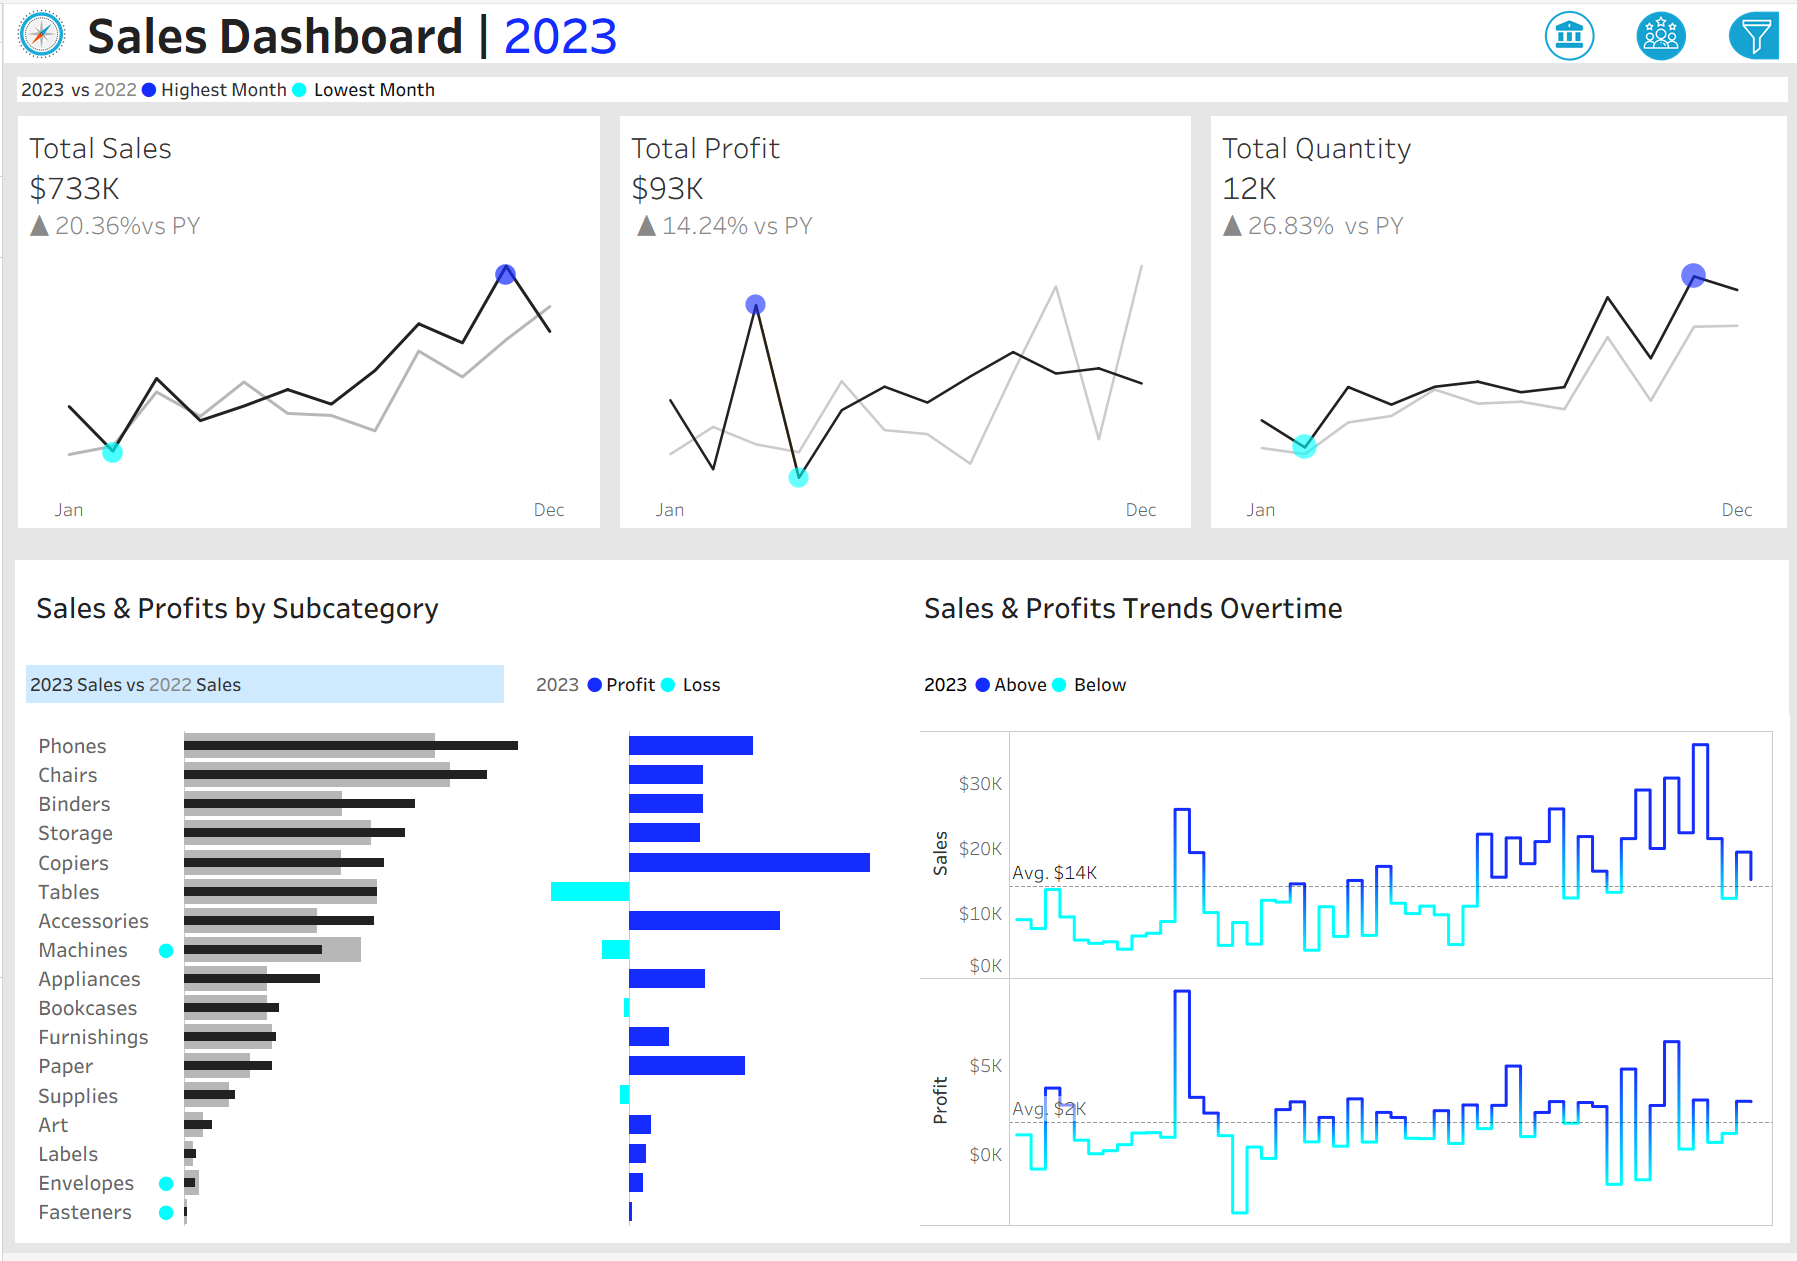 Sales Dashboard | 2023
2023 vs 2022 Highest Month Lowest Month
Total Sales
$733K
▲ 20.36%vs PY
Jan Dec
Total Profit
$93K
▲ 14.24% vs PY
Jan Dec
Total Quantity
12K
▲ 26.83% vs PY
Jan Dec
Sales & Profits by Subcategory
2023 Sales vs 2022 Sales
2023 Profit Loss
Phones
Chairs
Binders
Storage
Copiers
Tables
Accessories
Machines
Appliances
Bookcases
Furnishings
Paper
Supplies
Art
Labels
Envelopes
Fasteners
Sales & Profits Trends Overtime
2023 Above Below
Sales
$30K
$20K
Avg. $14K
$10K
$0K
Profit
$5K
Avg. $2K
$0K